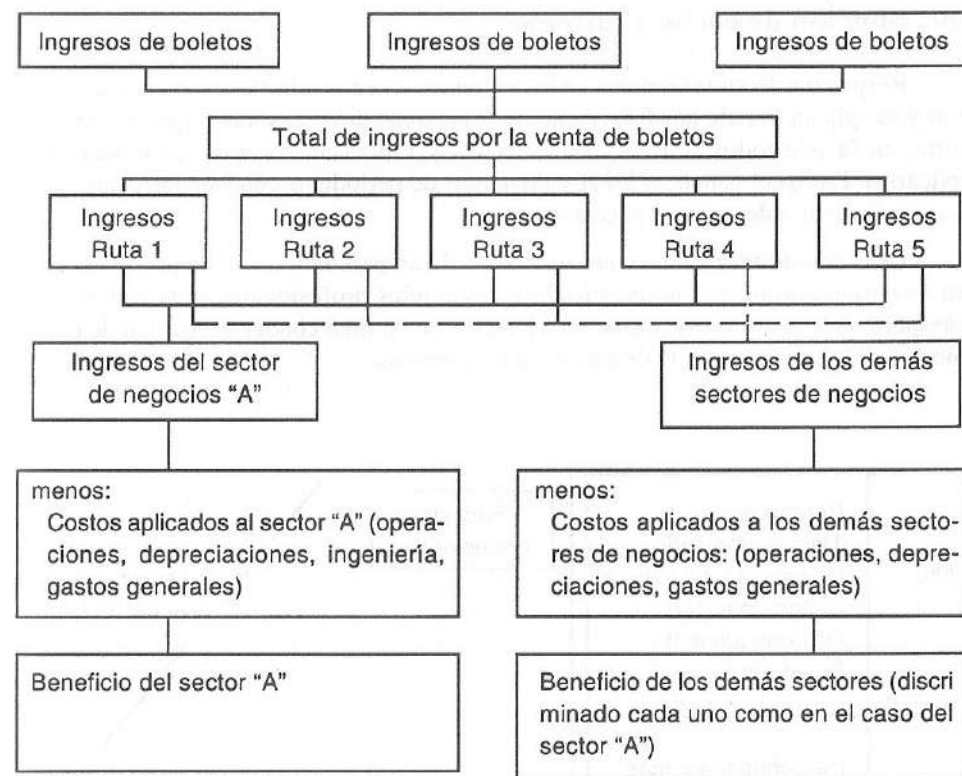 Ingresos de boletos
Ingresos de boletos
Ingresos de boletos
Total de ingresos por la venta de boletos
Ingresos
Ruta 1
Ingresos
Ruta 2
Ingresos
Ruta 3
Ingresos
Ruta 4
Ingresos
Ruta 5
Ingresos del sector
de negocios “A”
Ingresos de los demás
sectores de negocios
menos:
Costos aplicados al sector “A” (opera-
ciones, depreciaciones, ingeniería,
gastos generales)
menos:
Costos aplicados a los demás secto-
res de negocios: (operaciones, depre-
ciaciones, gastos generales)
Beneficio del sector “A”
Beneficio de los demás sectores (discri
minado cada uno como en el caso del
sector “A”)